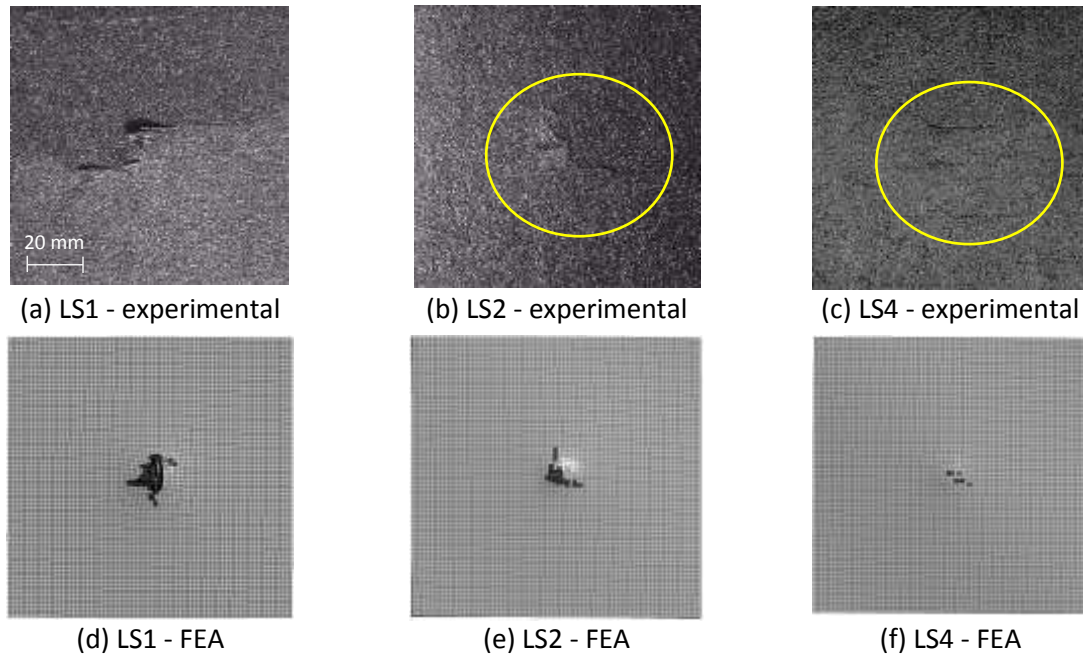 20 mm
(a) LS1 - experimental
(b) LS2 - experimental
(c) LS4 - experimental
(d) LS1 - FEA
(e) LS2 - FEA
(f) LS4 - FEA